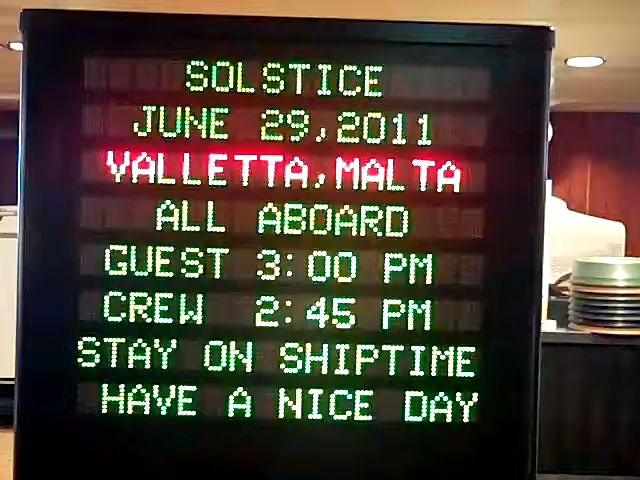 SOLSTICE
JUNE 29,2011
VALLETTA,MALTA
ALL ABOARD
GUEST 3:00 PM
CREW 2:45 PM
STAY ON SHIPTIME
HAVE A NICE DAY